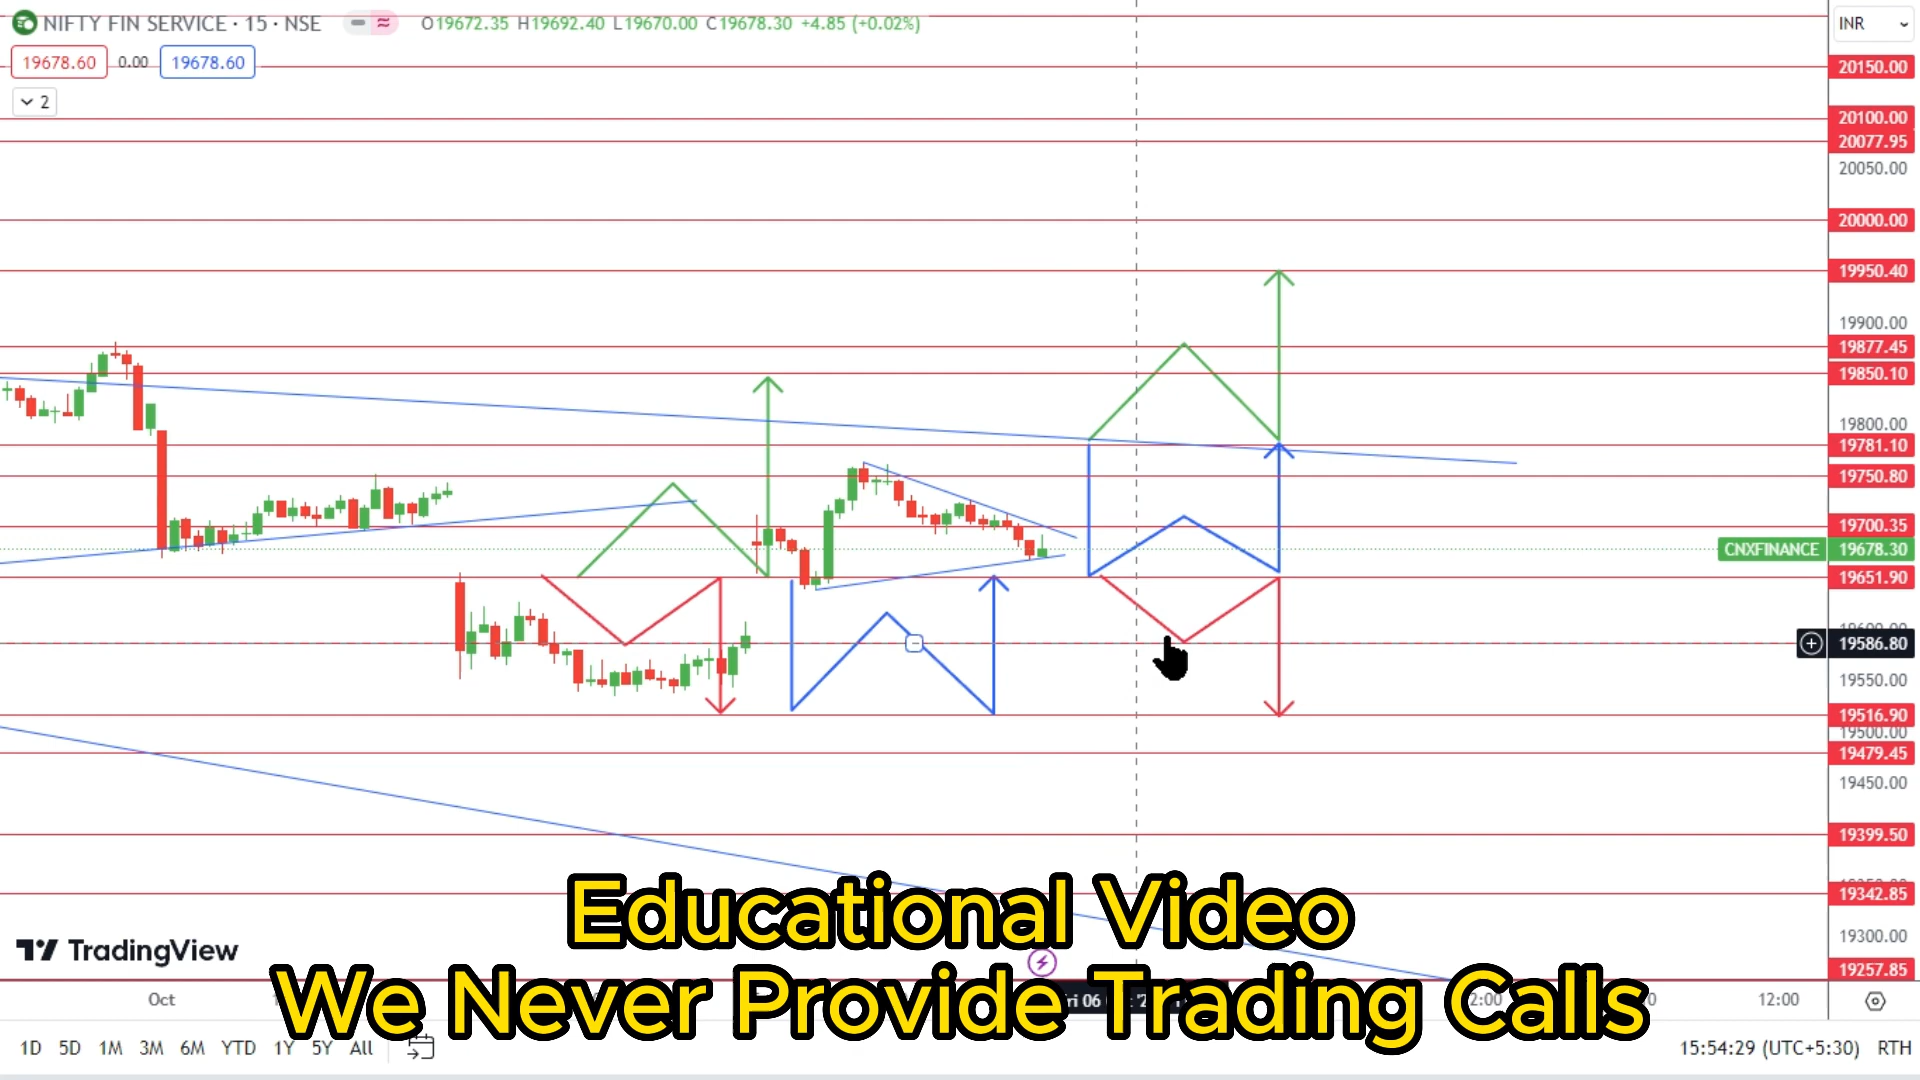 NIFTY FIN SERVICE · 15 · NSE
O19672.35 H19692.40 L19670.00 C19678.30 +4.85 (+0.02%)
INR
19678.60 0.00 19678.60
2
20150.00
20100.00
20077.95
20050.00
20000.00
19950.40
19900.00
19877.45
19850.10
19800.00
19781.10
19750.80
19700.35
CNXFINANCE 19678.30
19651.90
19586.80
19550.00
19516.90
19500.00
19479.45
19450.00
19399.50
19342.85
19300.00
19257.85
Educational Video
TradingView
We Never Provide Trading Calls
Oct
12:00
1D 5D 1M 3M 6M YTD 1Y 5Y All
15:54:29 (UTC+5:30) RTH